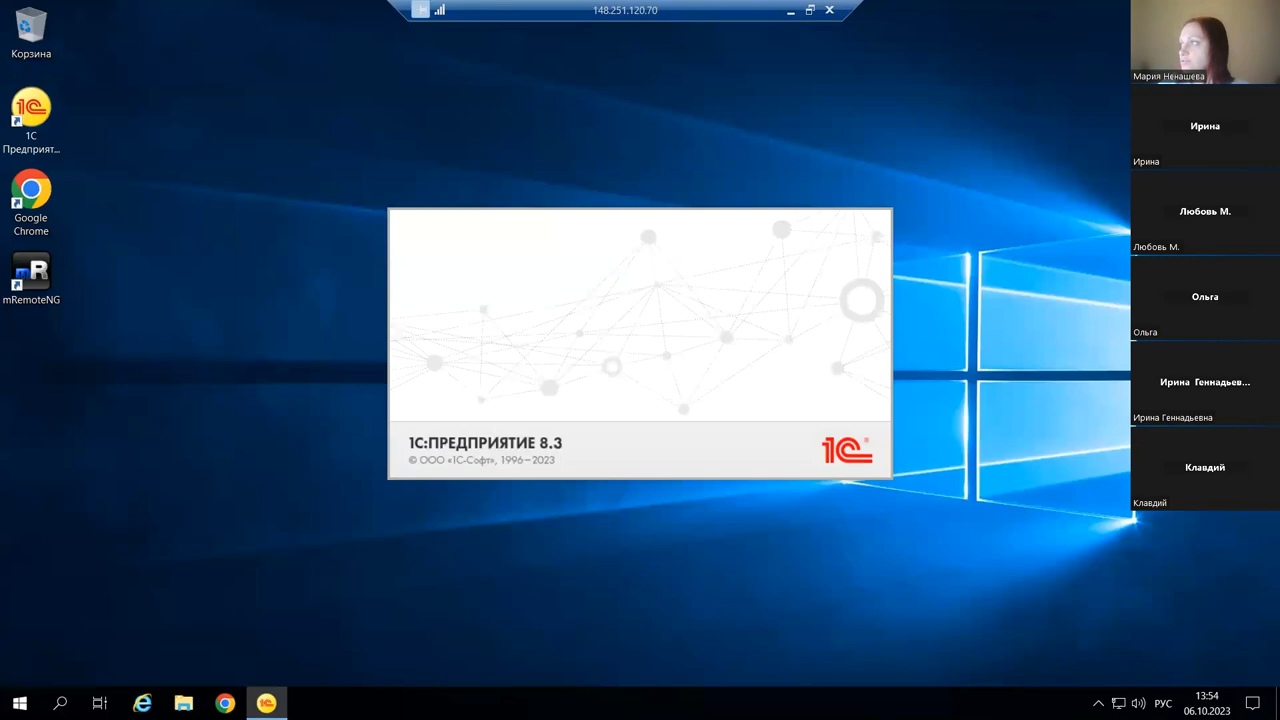 148.251.120.70
Корзина
1С
Предприят...
Google
Chrome
mRemoteNG
1С:ПРЕДПРИЯТИЕ 8.3
© ООО «1С-Софт», 1996–2023
1С
Мария Ненашева
Ирина
Ирина
Любовь М.
Любовь М.
Ольга
Ольга
Ирина Геннадьев...
Ирина Геннадьевна
Клавдий
Клавдий
РУС
13:54
06.10.2023